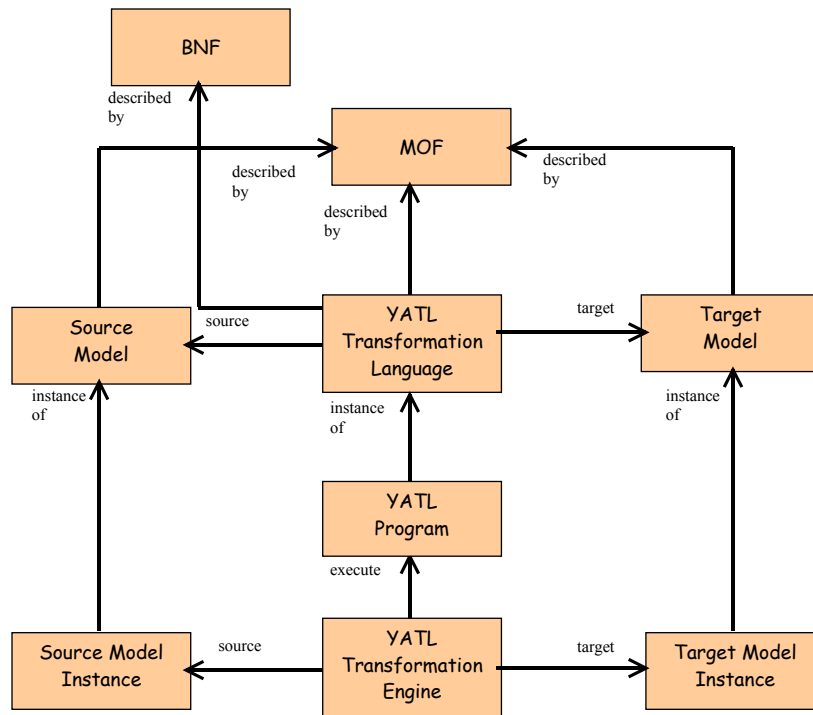 BNF
described
by
MOF
described
by
described
by
described
by
Source
Model
source
YATL
Transformation
Language
target
Target
Model
instance
of
instance
of
instance
of
YATL
Program
execute
Source Model
Instance
source
YATL
Transformation
Engine
target
Target Model
Instance